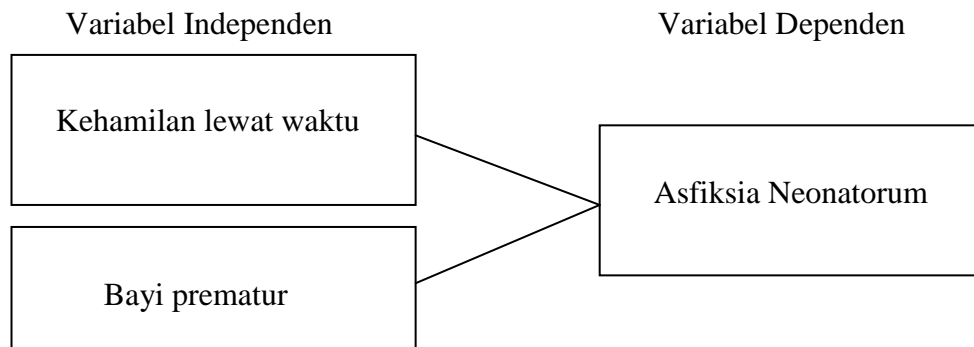 Variabel Independen
Variabel Dependen
Kehamilan lewat waktu
Asfiksia Neonatorum
Bayi prematur